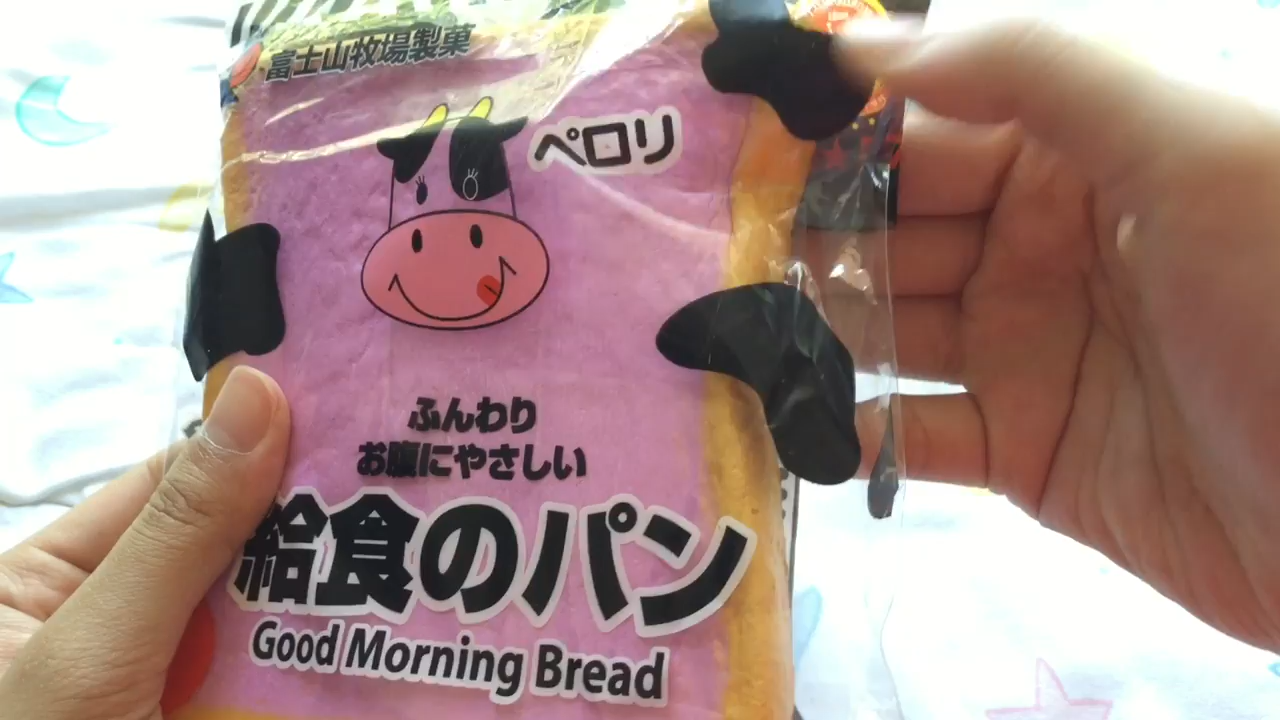 富士山牧場製菓
ペロリ
ふんわり
お腹にやさしい
給食のパン
Good Morning Bread